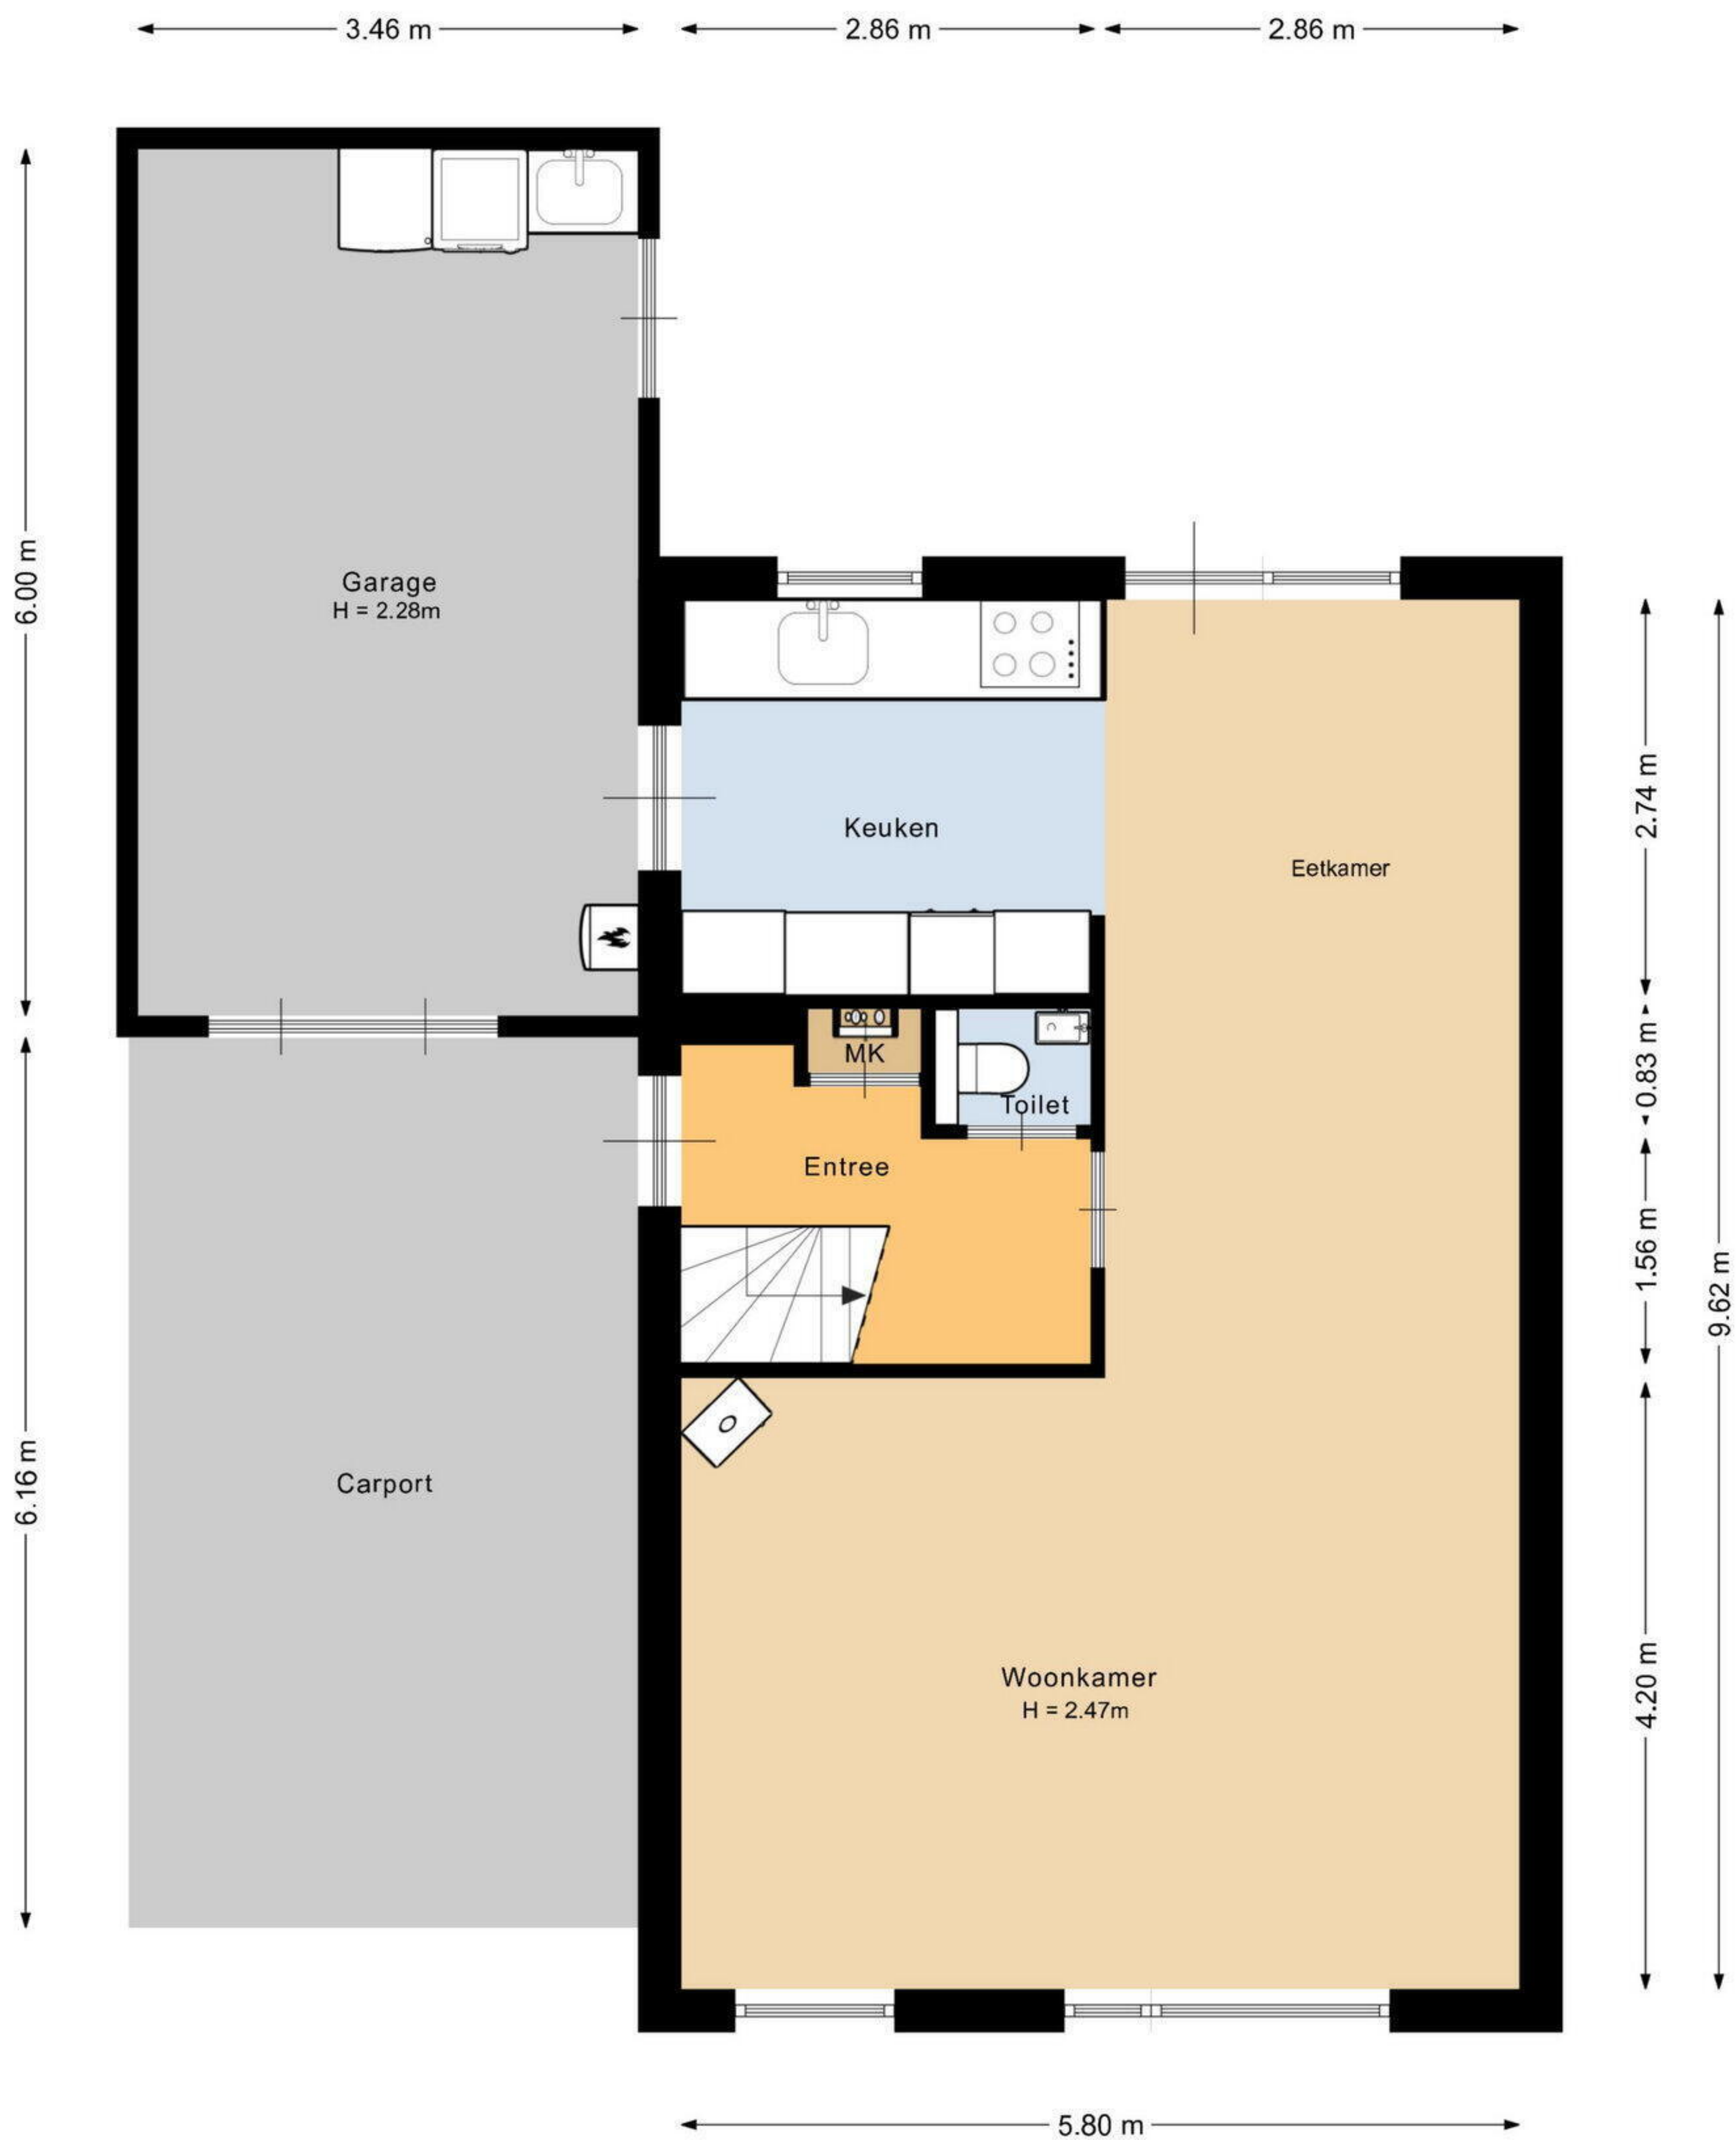 3.46 m
2.86 m
2.86 m
6.00 m
Garage
H = 2.28m
2.74 m
Keuken
Eetkamer
MK
0.83 m
Toilet
Entree
1.56 m
9.62 m
6.16 m
Carport
4.20 m
Woonkamer
H = 2.47m
5.80 m